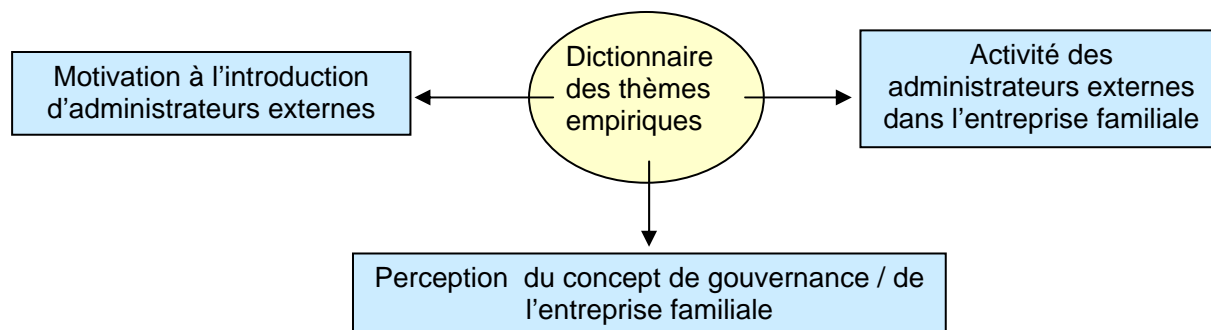 Motivation à l’introduction
d’administrateurs externes
Dictionnaire
des thèmes
empiriques
Activité des
administrateurs externes
dans l’entreprise familiale
Perception du concept de gouvernance / de
l’entreprise familiale